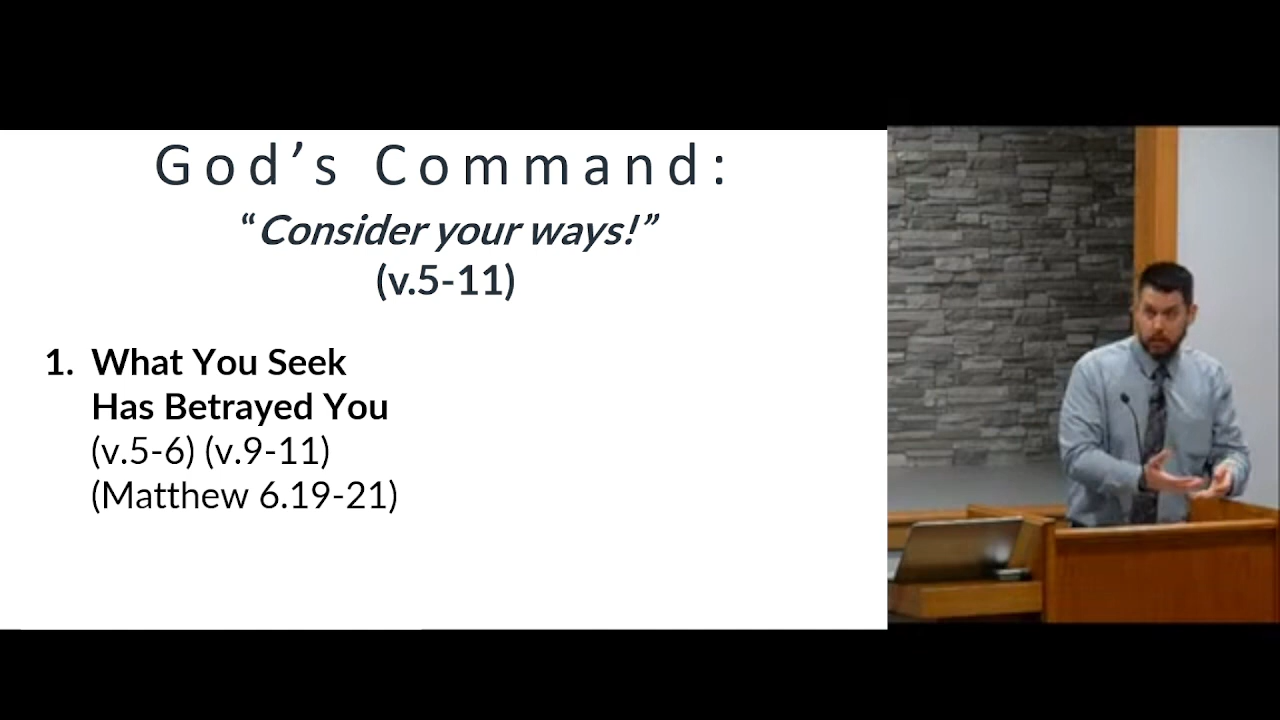 God’s Command:
“Consider your ways!”
(v.5-11)
1. What You Seek
Has Betrayed You
(v.5-6) (v.9-11)
(Matthew 6.19-21)